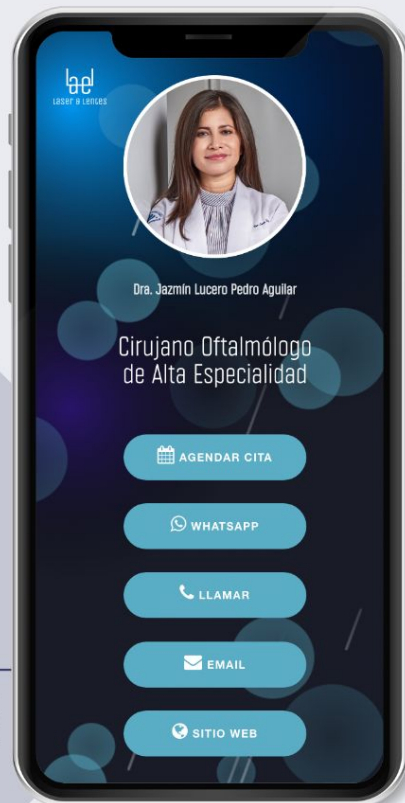 lael
LASER & LENTES
Dra. Jazmín Lucero Pedro Aguilar
Cirujano Oftalmólogo
de Alta Especialidad
AGENDAR CITA
WHATSAPP
LLAMAR
EMAIL
SITIO WEB